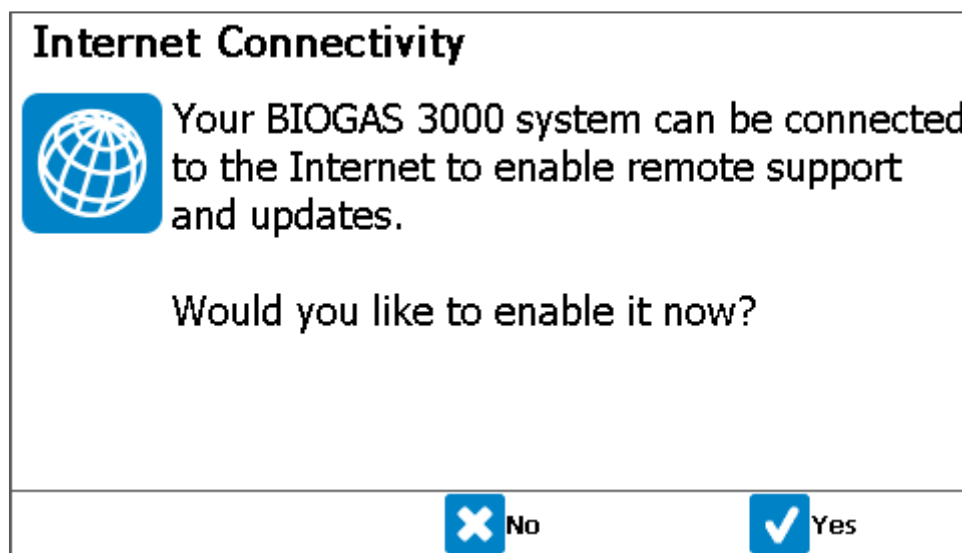 Internet Connectivity
Your BIOGAS 3000 system can be connected
to the Internet to enable remote support
and updates.
Would you like to enable it now?
No
Yes